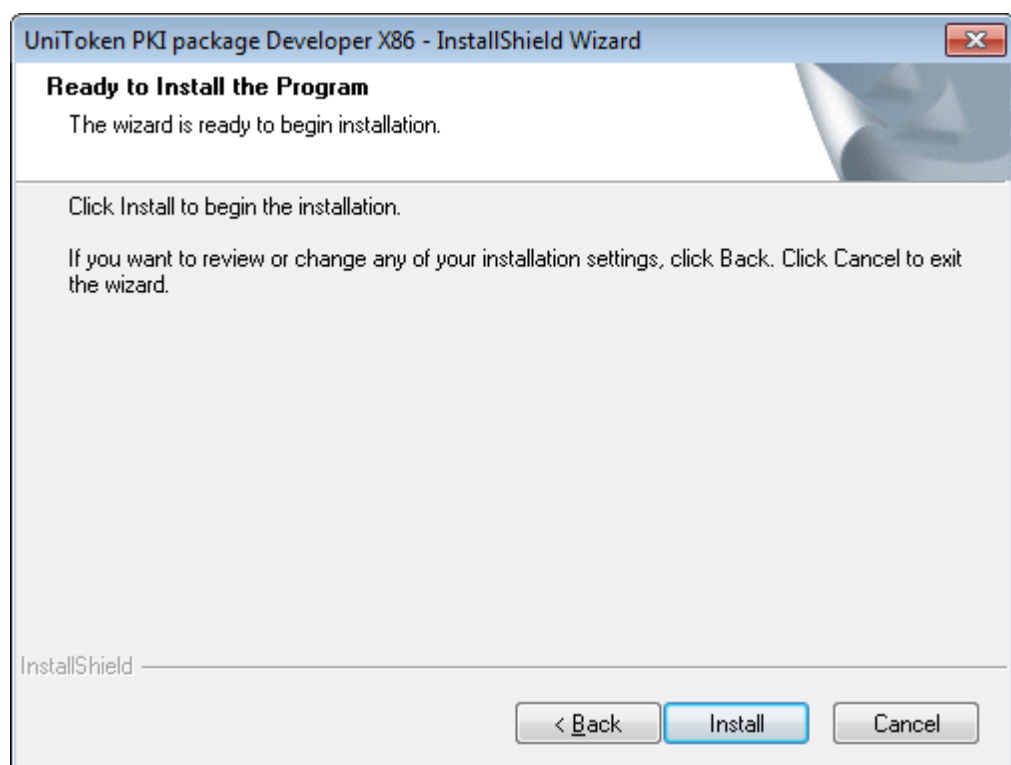 UniToken PKI package Developer X86 - InstallShield Wizard
Ready to Install the Program
The wizard is ready to begin installation.
Click Install to begin the installation.
If you want to review or change any of your installation settings, click Back. Click Cancel to exit
the wizard.
InstallShield
< Back
Install
Cancel